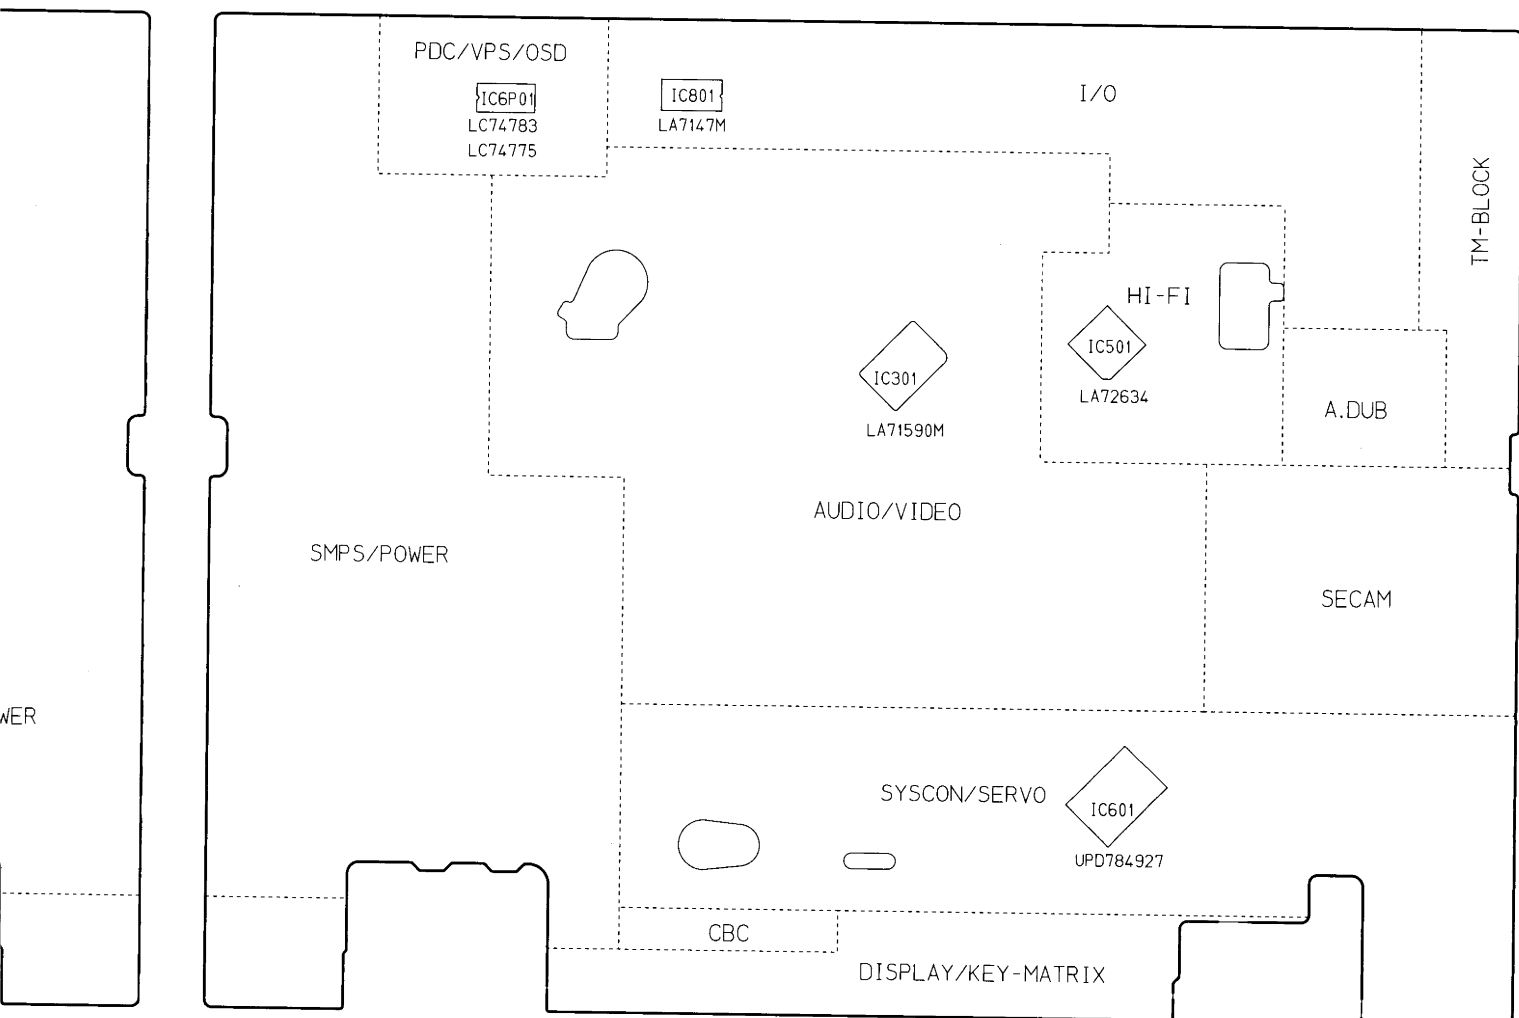 PDC/VPS/OSD
IC6P01
LC74783
LC74775
IC801
LA7147M
I/O
TM-BLOCK
HI-FI
IC501
LA72634
IC301
LA71590M
A.DUB
AUDIO/VIDEO
SMPS/POWER
SECAM
WER
SYSCON/SERVO
IC601
UPD784927
CBC
DISPLAY/KEY-MATRIX